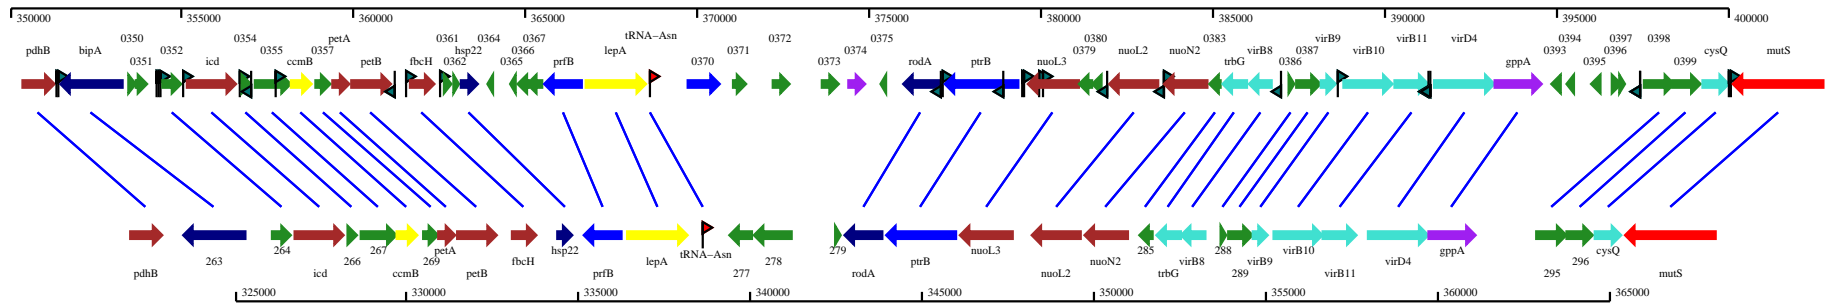 350000 355000 360000 365000 370000 375000 380000 385000 390000 395000 400000
petA tRNA−Asn
0350 0354 0361 0364 0367 0372 0375 0380 0383 virB9 virB11 virD4 0394 0397 0398
pdhB bipA 0352 0355 0357 hsp22 0366 lepA 0371 0374 0379 nuoL2 nuoN2 virB8 0387 virB10 0393 0396 cysQ mutS
0351 icd ccmB petB fbcH 0362 0365 prfB 0370 0373 rodA ptrB nuoL3 trbG 0386 gppA 0395 0399
264 267 petA hsp22 tRNA−Asn 279 nuoL3 285 288 virB10 gppA cysQ
263 266 269 fbcH lepA 278 ptrB nuoN2 virB8 virB9 virD4 296
pdhB icd ccmB petB prfB 277 rodA nuoL2 trbG 289 virB11 295 mutS
325000 330000 335000 340000 345000 350000 355000 360000 365000